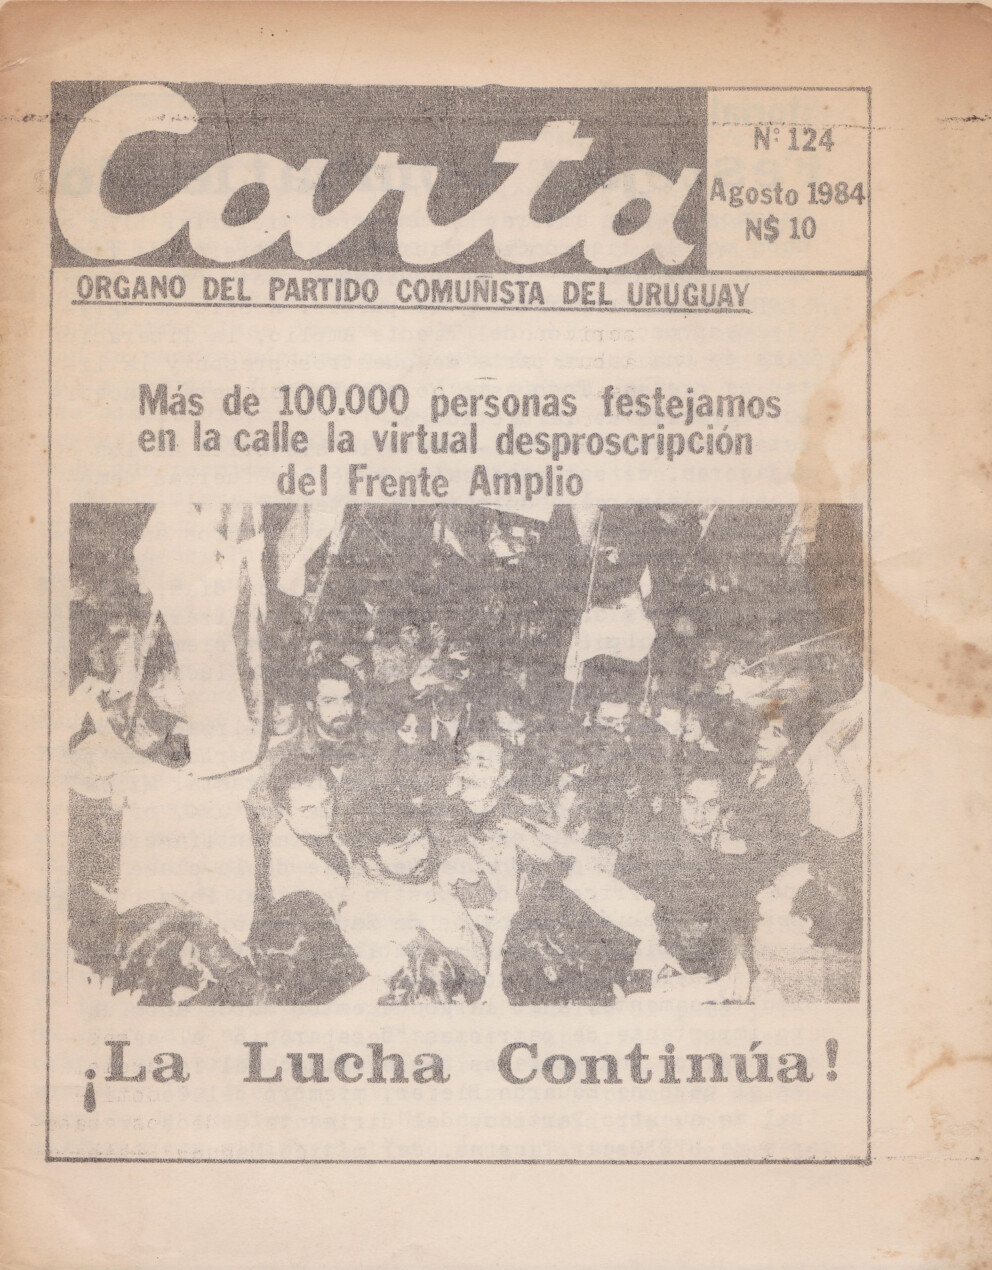 Carta
Nº 124
Agosto 1984
N$ 10
ORGANO DEL PARTIDO COMUNISTA DEL URUGUAY
Más de 100.000 personas festejamos
en la calle la virtual desproscripción
del Frente Amplio
¡La Lucha Continúa!